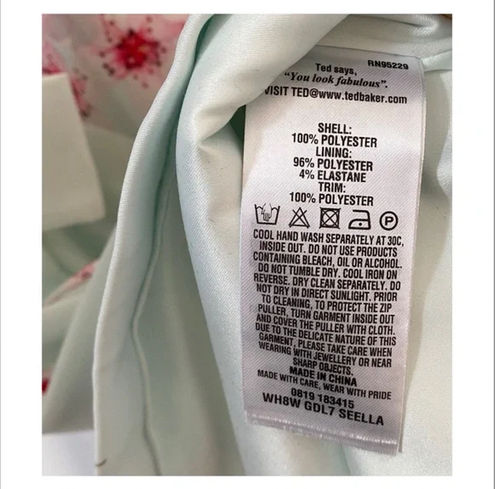 RN95229
Ted says,
"You look fabulous".
VISIT TED@www.tedbaker.com
SHELL:
100% POLYESTER
LINING:
96% POLYESTER
4% ELASTANE
TRIM:
100% POLYESTER
P
COOL HAND WASH SEPARATELY AT 30C,
INSIDE OUT. DO NOT USE PRODUCTS
CONTAINING BLEACH, OIL OR ALCOHOL.
DO NOT TUMBLE DRY. COOL IRON ON
REVERSE. DRY CLEAN SEPARATELY. DO
NOT DRY IN DIRECT SUNLIGHT. PRIOR
TO CLEANING, TO PROTECT THE ZIP
PULLER, TURN GARMENT INSIDE OUT
AND COVER THE PULLER WITH CLOTH.
DUE TO THE DELICATE NATURE OF THIS
GARMENT, PLEASE TAKE CARE WHEN
WEARING WITH JEWELLERY OR NEAR
SHARP OBJECTS.
MADE IN CHINA
MADE WITH CARE, WEAR WITH PRIDE
0819 183415
WH8W GDL7 SEELLA